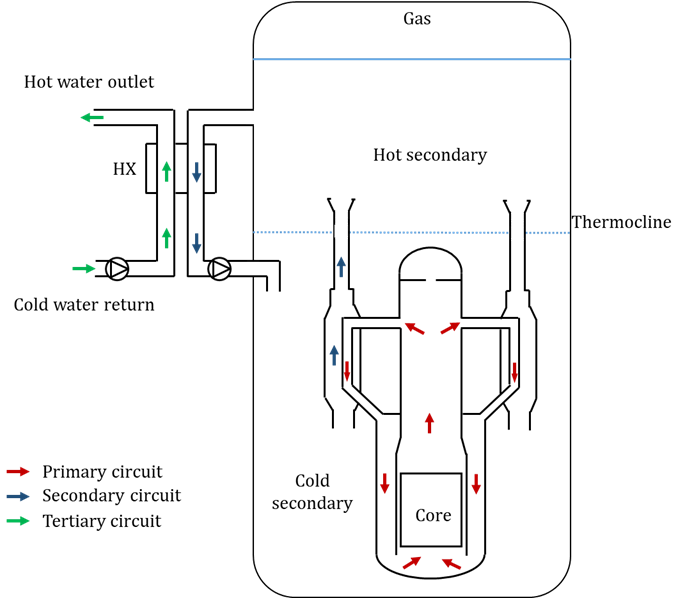 Gas
Hot water outlet
HX
Hot secondary
Thermocline
Cold water return
Primary circuit
Secondary circuit
Tertiary circuit
Cold
secondary
Core